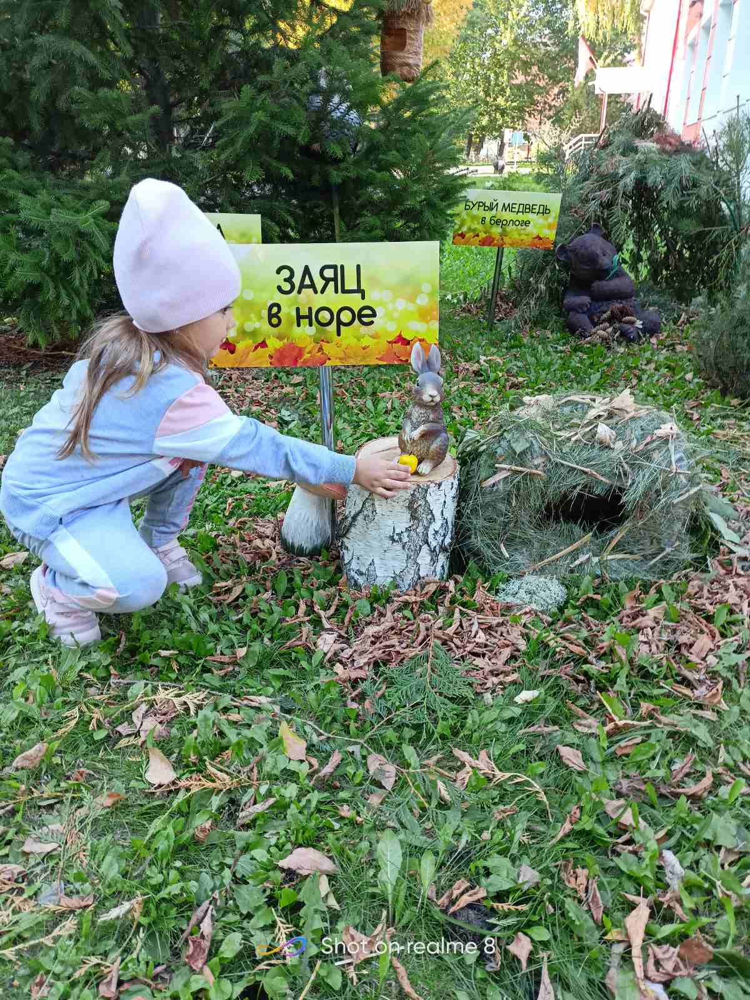 БУРЫЙ МЕДВЕДЬ
в берлоге
ЗАЯЦ
в норе
Shot on realme 8